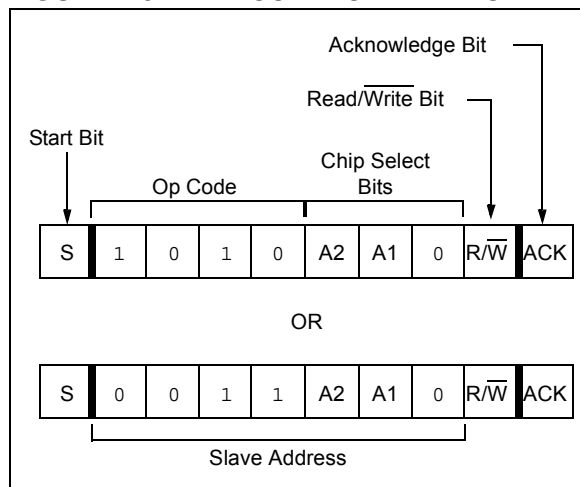 Acknowledge Bit
Read/Write Bit
Start Bit
Chip Select
Op Code
Bits
S 1 0 1 0 A2 A1 0 R/W ACK
OR
S 0 0 1 1 A2 A1 0 R/W ACK
Slave Address